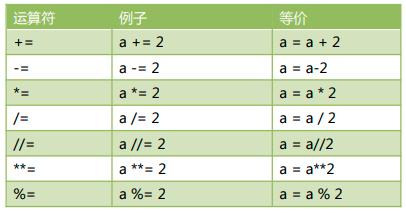 运算符 例子 等价
+= a += 2 a = a + 2
-= a -= 2 a = a-2
*= a *= 2 a = a * 2
/= a /= 2 a = a / 2
//= a //= 2 a = a//2
**= a **= 2 a = a**2
%= a %= 2 a = a % 2